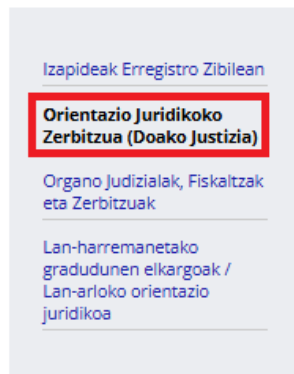 Izapideak Erregistro Zibilean
Orientazio Juridikoko
Zerbitzua (Doako Justizia)
Organo Judizialak, Fiskaltzak
eta Zerbitzuak
Lan-harremanetako
gradudunen elkargoak /
Lan-arloko orientazio
juridikoa